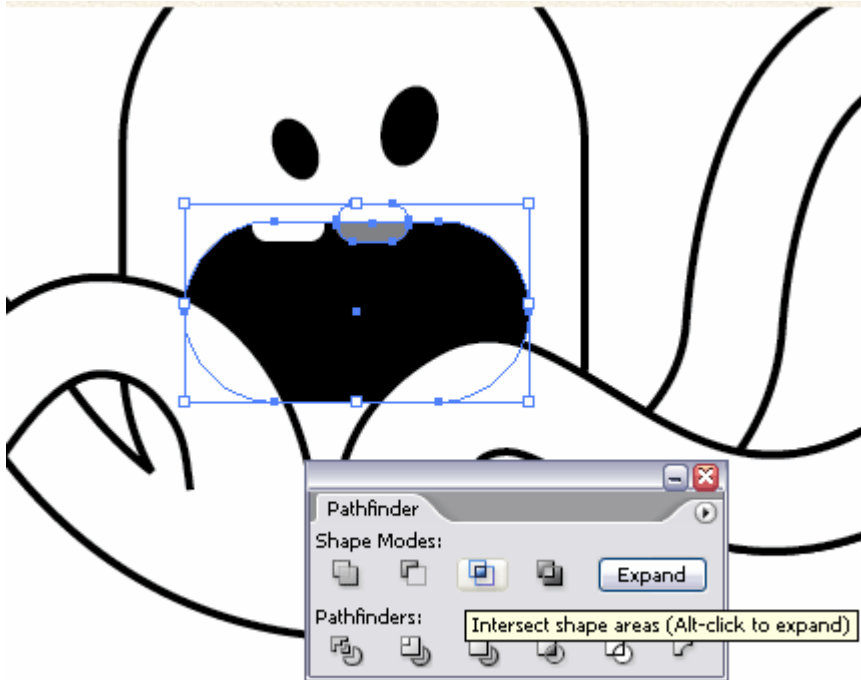 Pathfinder
Shape Modes:
Expand
Pathfinders:
Intersect shape areas (Alt-click to expand)